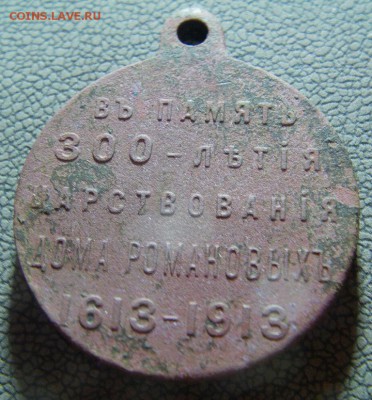 COINS.LAVE.RU
ВЪ ПАМЯТЬ
300-ЛѢТІЯ
ЦАРСТВОВАНІЯ
ДОМА РОМАНОВЫХЪ
1613-1913